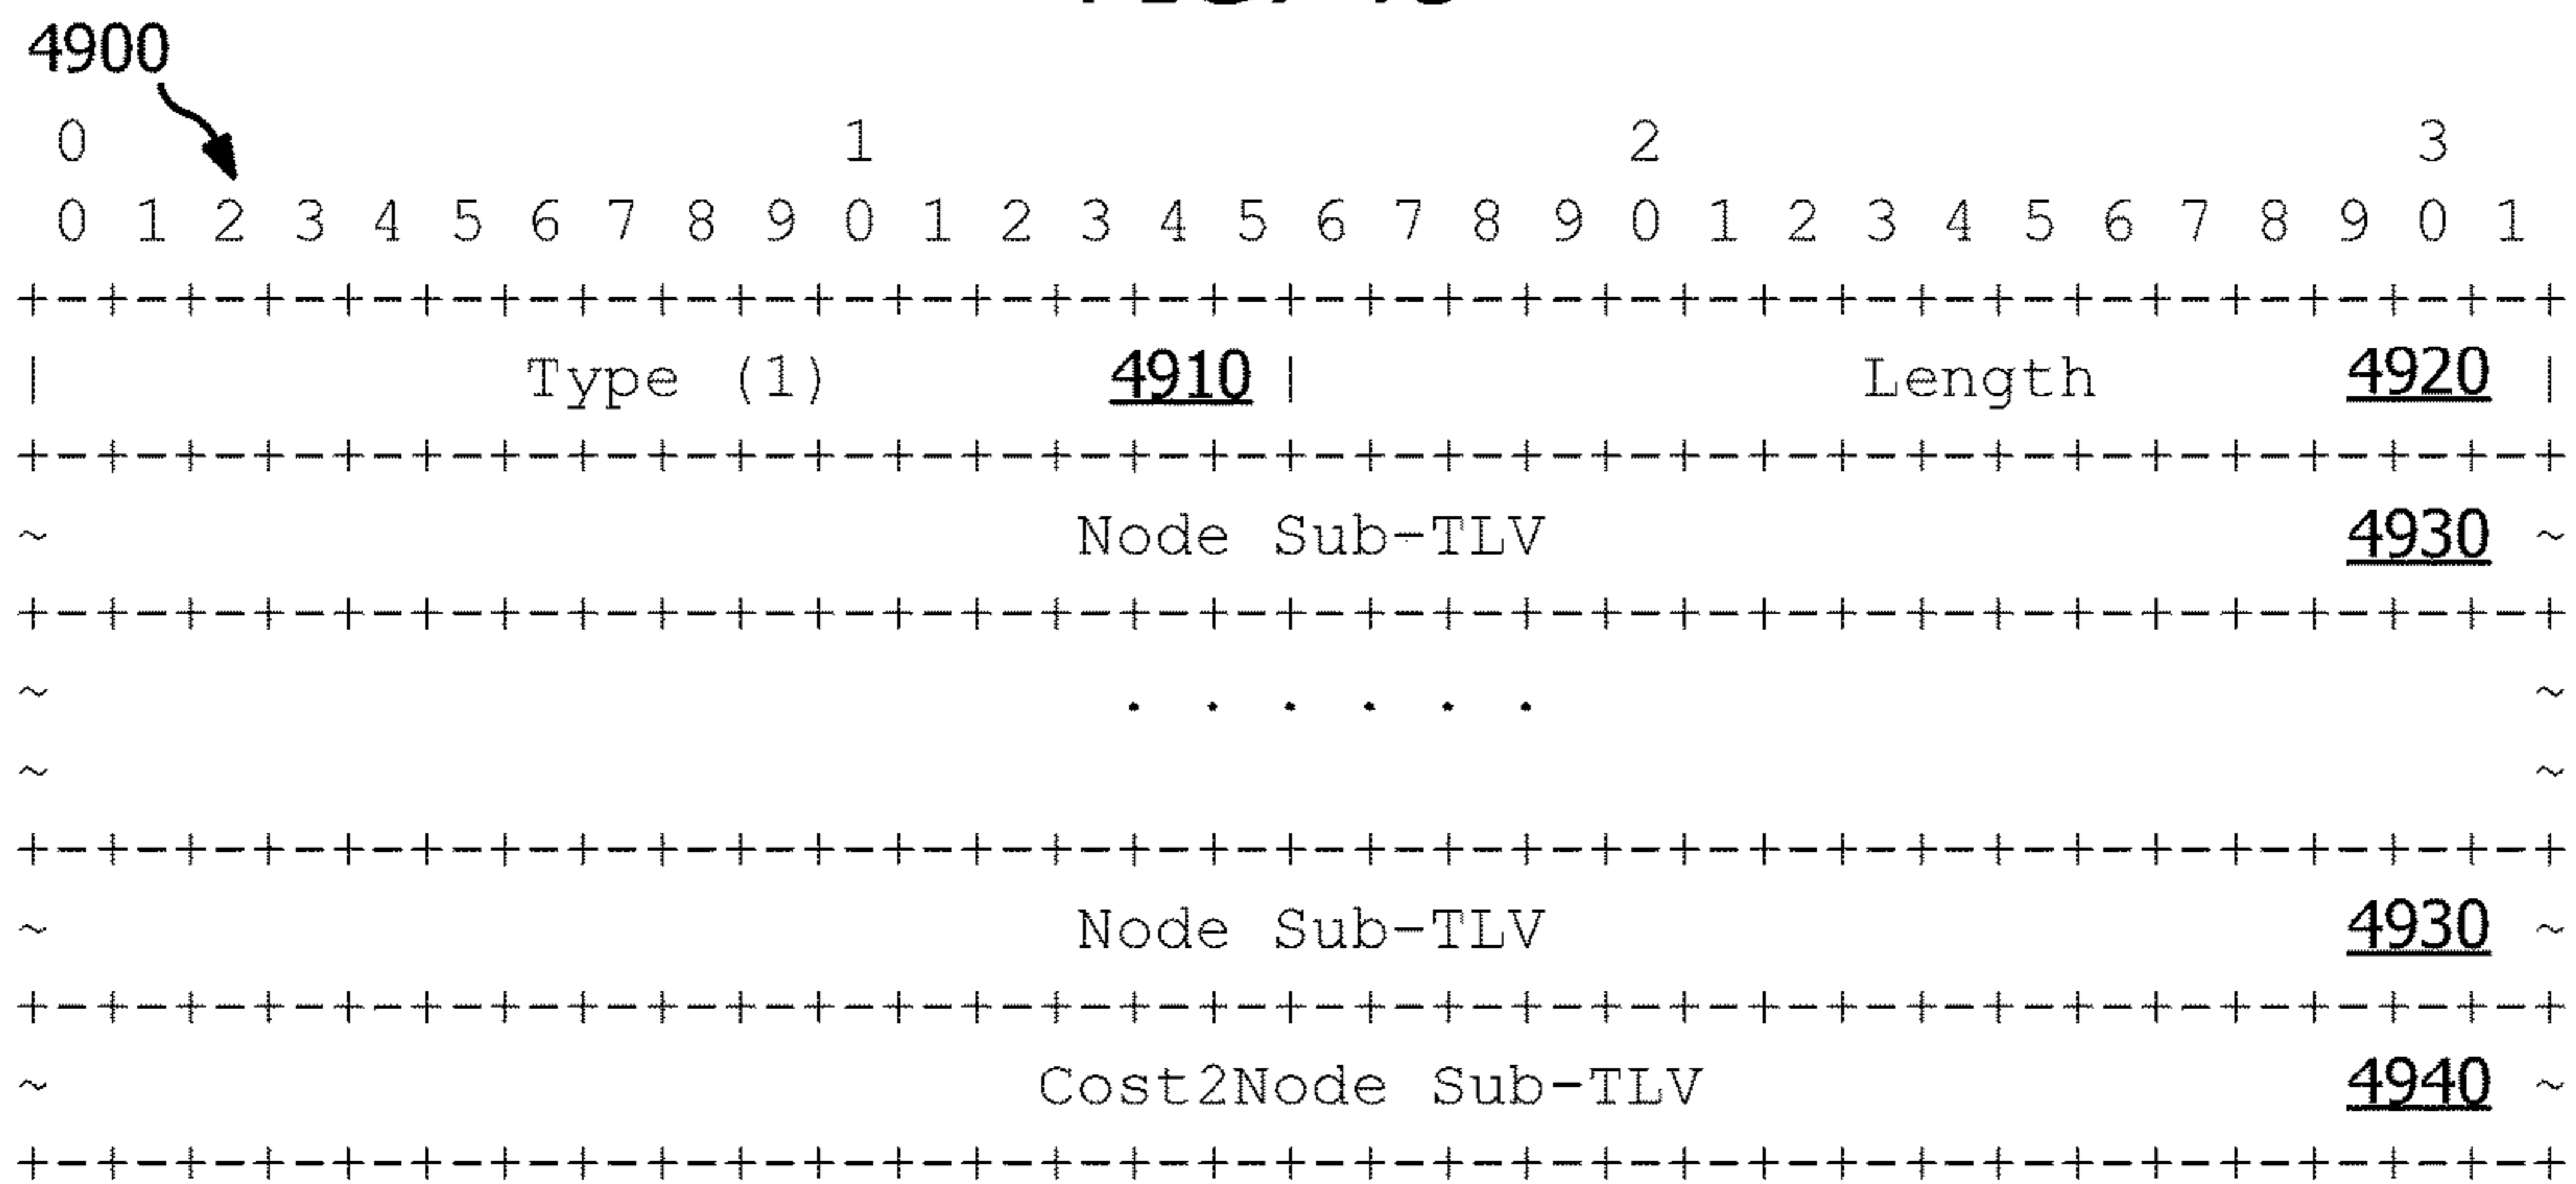 4900
0 1 2 3
0 1 2 3 4 5 6 7 8 9 0 1 2 3 4 5 6 7 8 9 0 1 2 3 4 5 6 7 8 9 0 1
+-+-+-+-+-+-+-+-+-+-+-+-+-+-+-+-+-+-+-+-+-+-+-+-+-+-+-+-+-+-+-+-+
| Type (1) 4910 | Length 4920 |
+-+-+-+-+-+-+-+-+-+-+-+-+-+-+-+-+-+-+-+-+-+-+-+-+-+-+-+-+-+-+-+-+
~ Node Sub-TLV 4930 ~
+-+-+-+-+-+-+-+-+-+-+-+-+-+-+-+-+-+-+-+-+-+-+-+-+-+-+-+-+-+-+-+-+
~ . . . . . . ~
~ ~
+-+-+-+-+-+-+-+-+-+-+-+-+-+-+-+-+-+-+-+-+-+-+-+-+-+-+-+-+-+-+-+-+
~ Node Sub-TLV 4930 ~
+-+-+-+-+-+-+-+-+-+-+-+-+-+-+-+-+-+-+-+-+-+-+-+-+-+-+-+-+-+-+-+-+
~ Cost2Node Sub-TLV 4940 ~
+-+-+-+-+-+-+-+-+-+-+-+-+-+-+-+-+-+-+-+-+-+-+-+-+-+-+-+-+-+-+-+-+